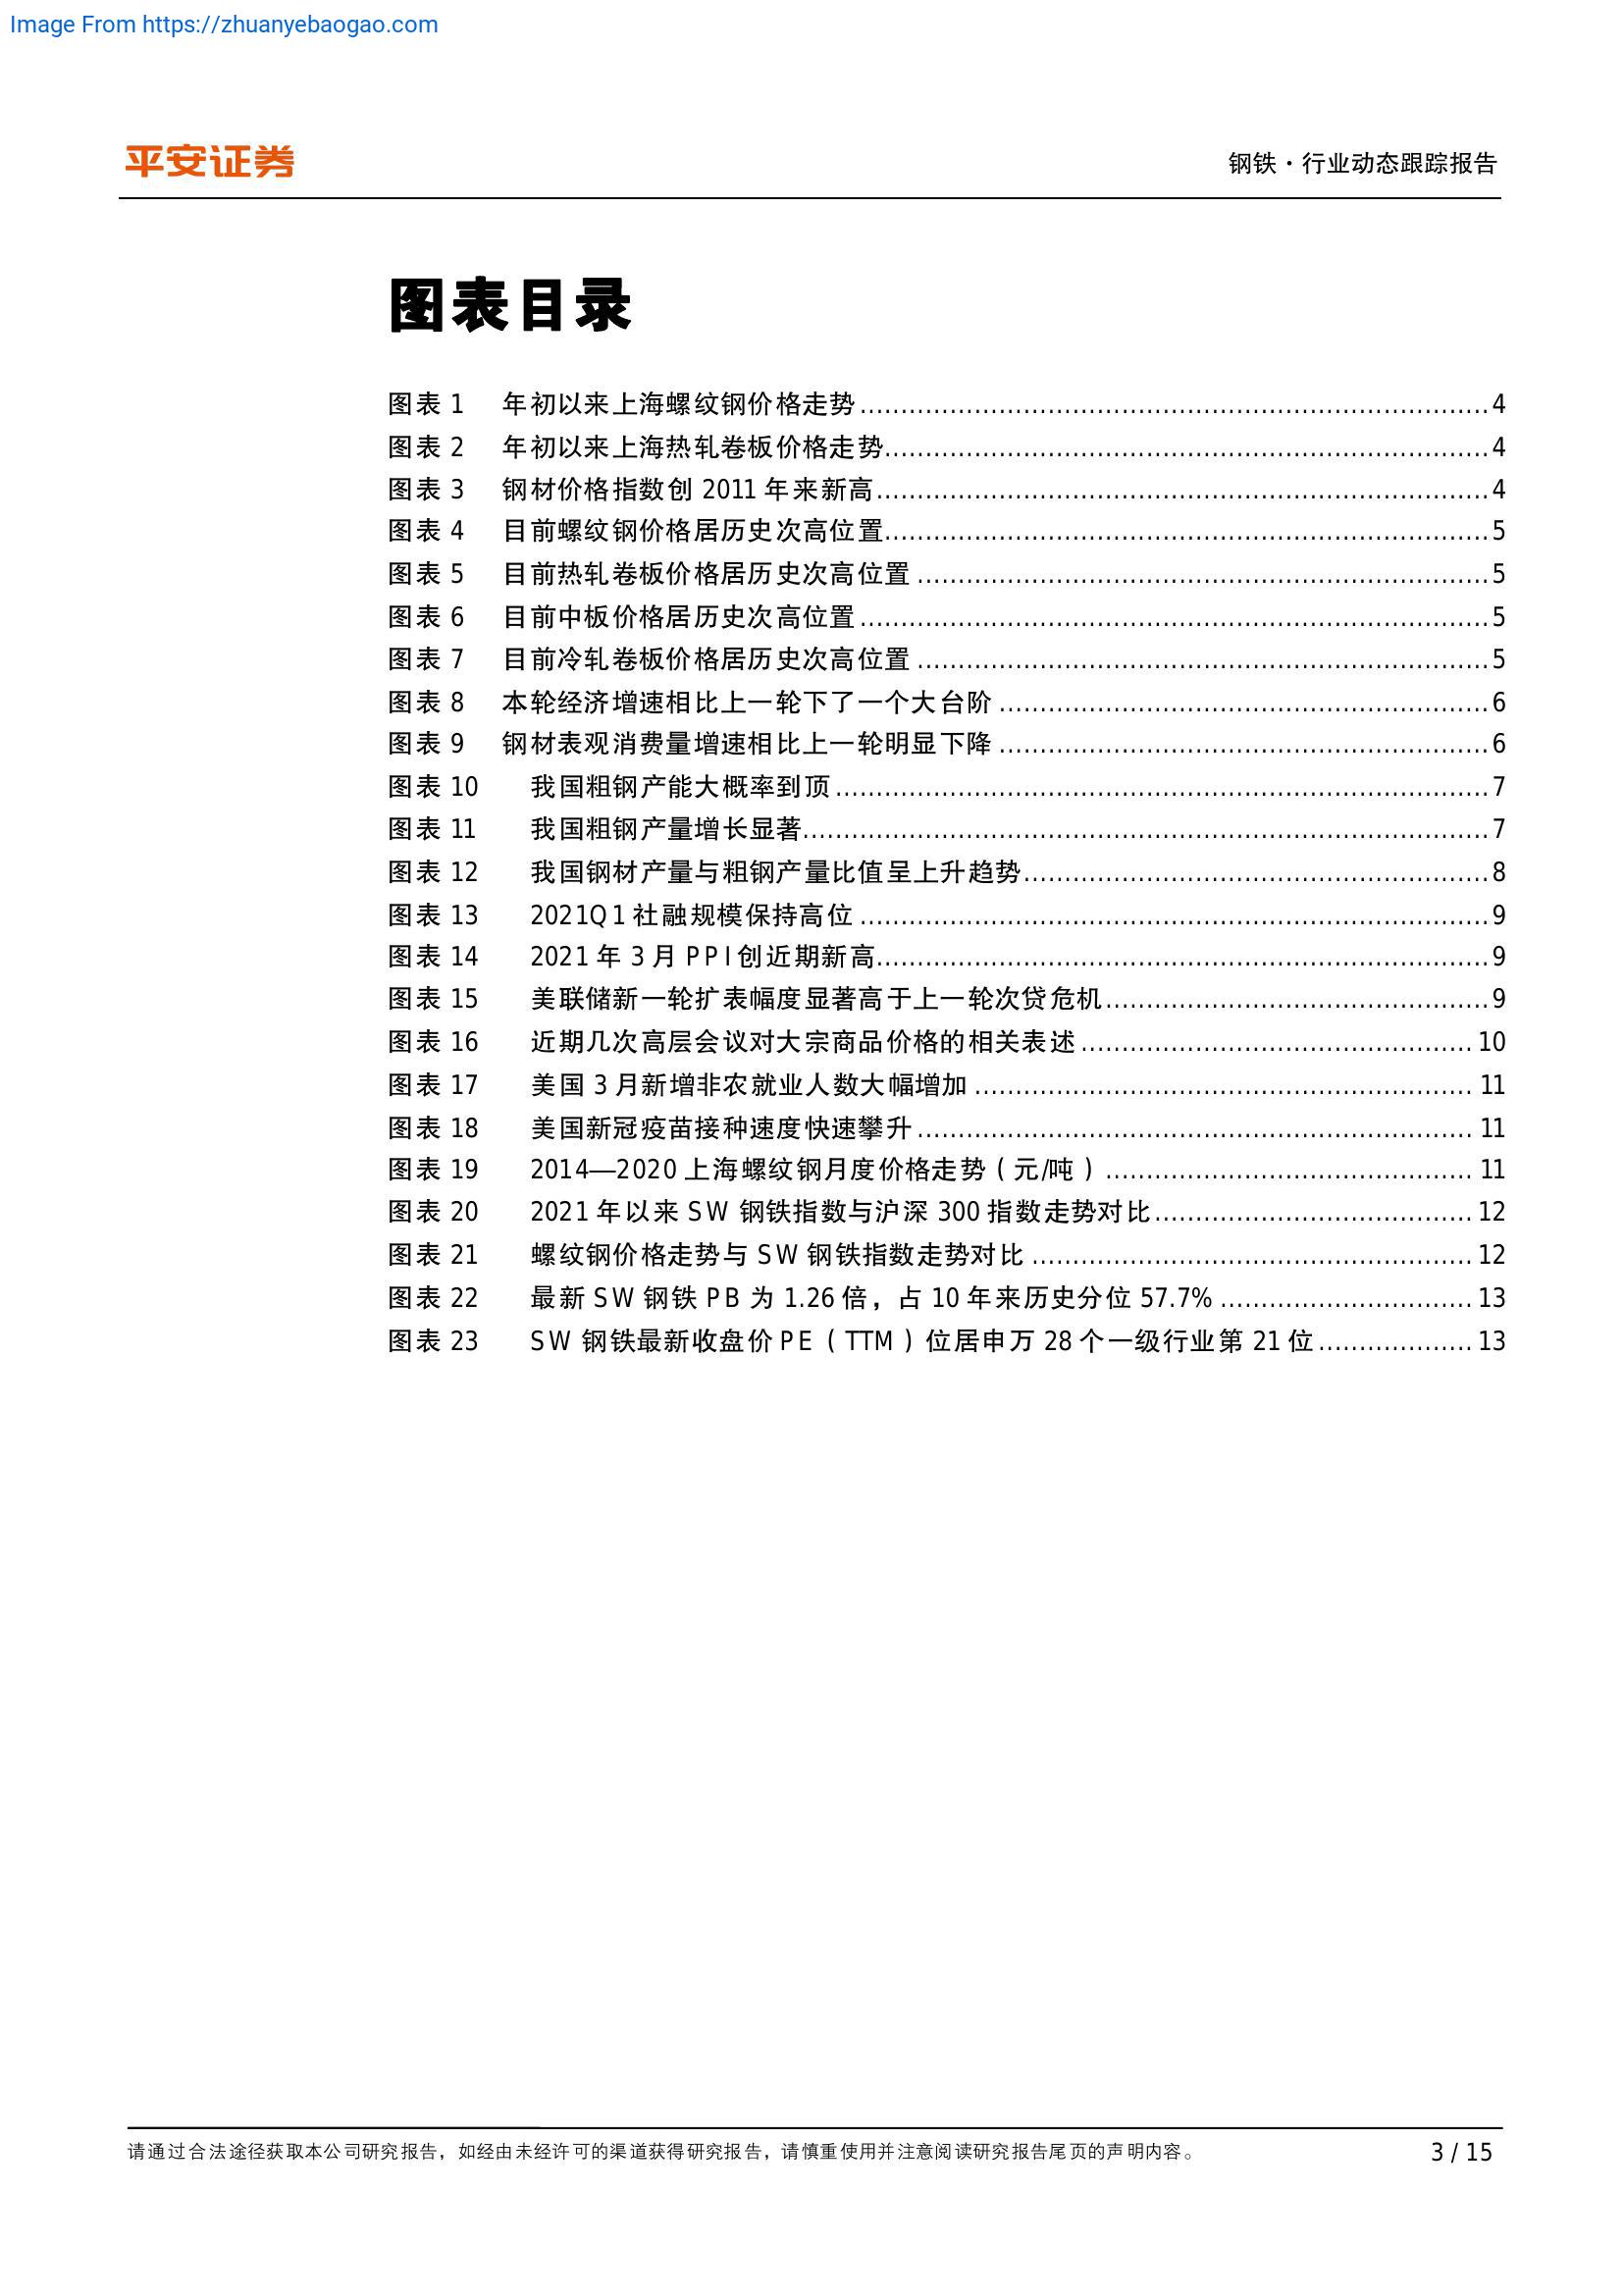 Image From https://zhuanyebaogao.com
平安证券
钢铁·行业动态跟踪报告
图表目录
图表 1 年初以来上海螺纹钢价格走势 4
图表 2 年初以来上海热轧卷板价格走势 4
图表 3 钢材价格指数创 2011 年来新高 4
图表 4 目前螺纹钢价格居历史次高位置 5
图表 5 目前热轧卷板价格居历史次高位置 5
图表 6 目前中板价格居历史次高位置 5
图表 7 目前冷轧卷板价格居历史次高位置 5
图表 8 本轮经济增速相比上一轮下了一个大台阶 6
图表 9 钢材表观消费量增速相比上一轮明显下降 6
图表 10 我国粗钢产能大概率到顶 7
图表 11 我国粗钢产量增长显著 7
图表 12 我国钢材产量与粗钢产量比值呈上升趋势 8
图表 13 2021Q1 社融规模保持高位 9
图表 14 2021 年 3 月 PPI 创近期新高 9
图表 15 美联储新一轮扩表幅度显著高于上一轮次贷危机 9
图表 16 近期几次高层会议对大宗商品价格的相关表述 10
图表 17 美国 3 月新增非农就业人数大幅增加 11
图表 18 美国新冠疫苗接种速度快速攀升 11
图表 19 2014—2020 上海螺纹钢月度价格走势（元/吨） 11
图表 20 2021 年以来 SW 钢铁指数与沪深 300 指数走势对比 12
图表 21 螺纹钢价格走势与 SW 钢铁指数走势对比 12
图表 22 最新 SW 钢铁 PB 为 1.26 倍，占 10 年来历史分位 57.7% 13
图表 23 SW 钢铁最新收盘价 PE（TTM）位居申万 28 个一级行业第 21 位 13
请通过合法途径获取本公司研究报告，如经由未经许可的渠道获得研究报告，请慎重使用并注意阅读研究报告尾页的声明内容。
3 / 15